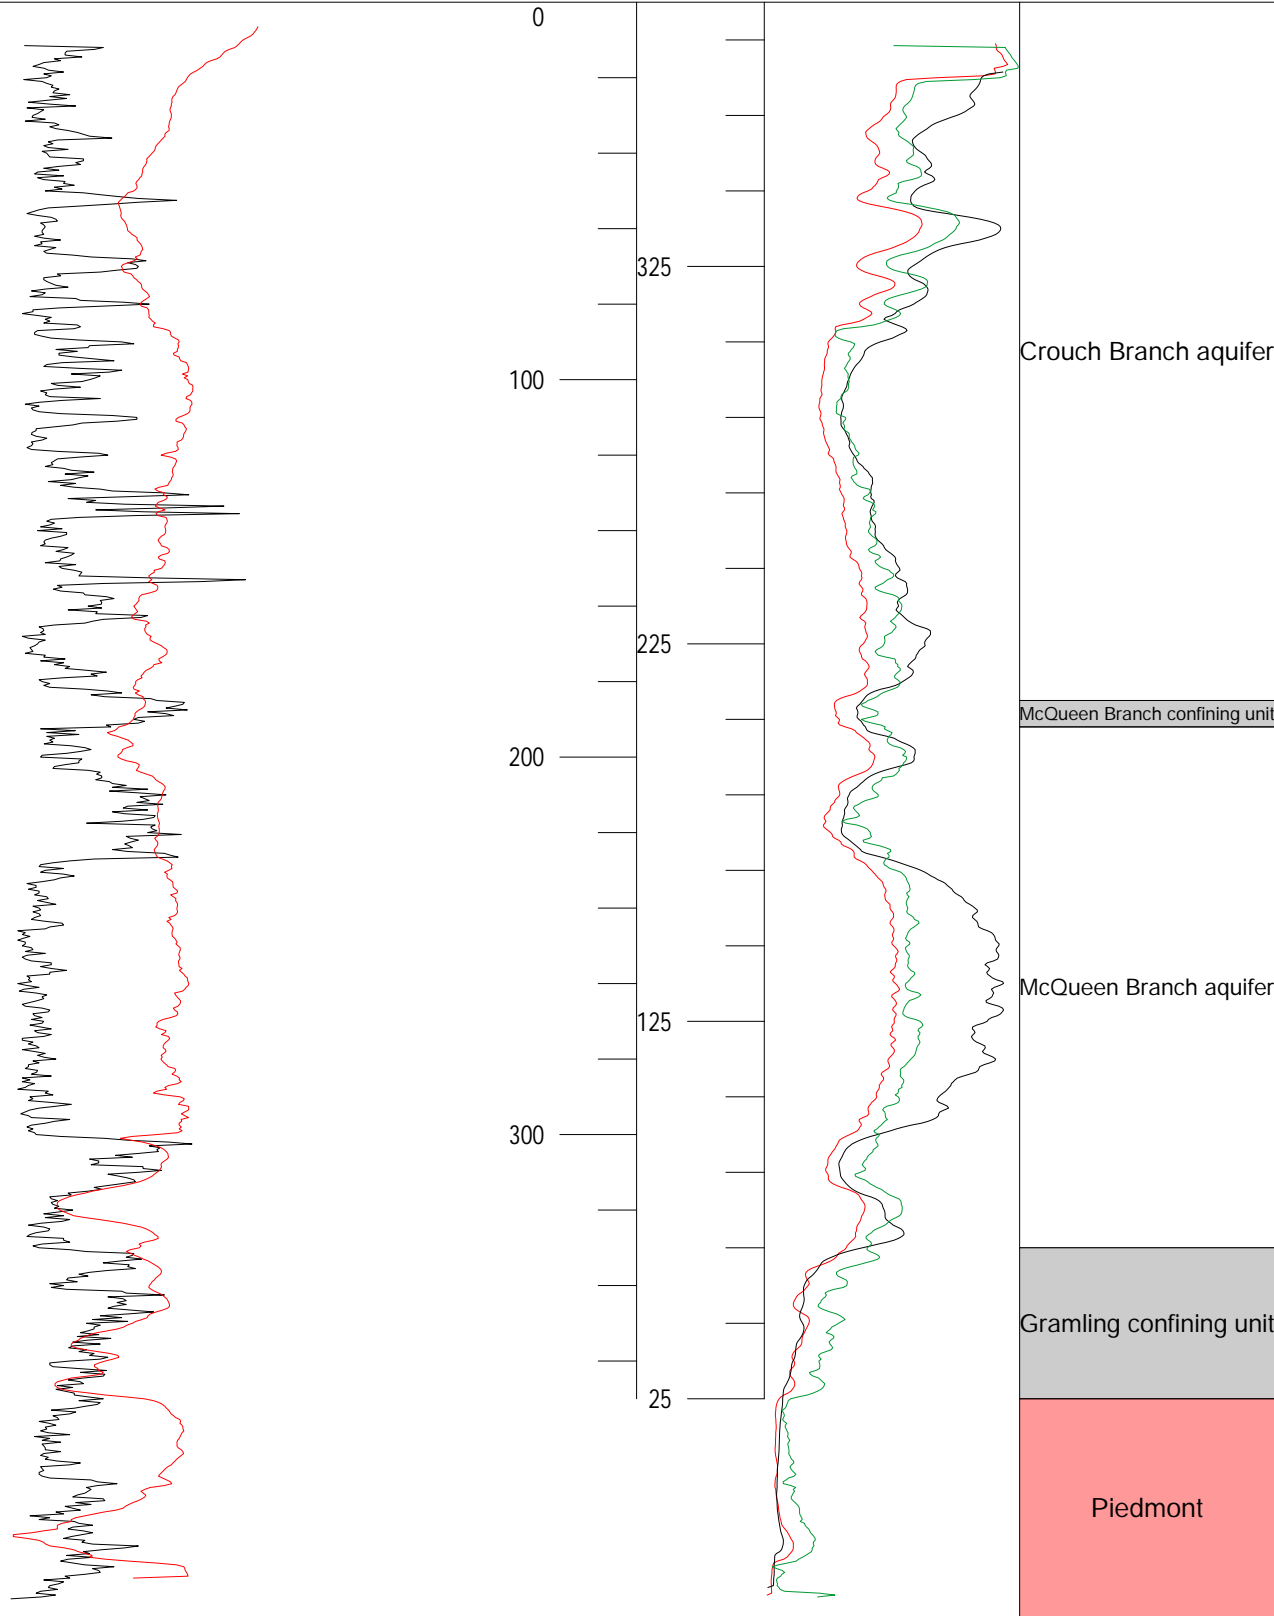 0
325
Crouch Branch aquifer
100
225
McQueen Branch confining unit
200
McQueen Branch aquifer
125
300
Gramling confining unit
25
Piedmont